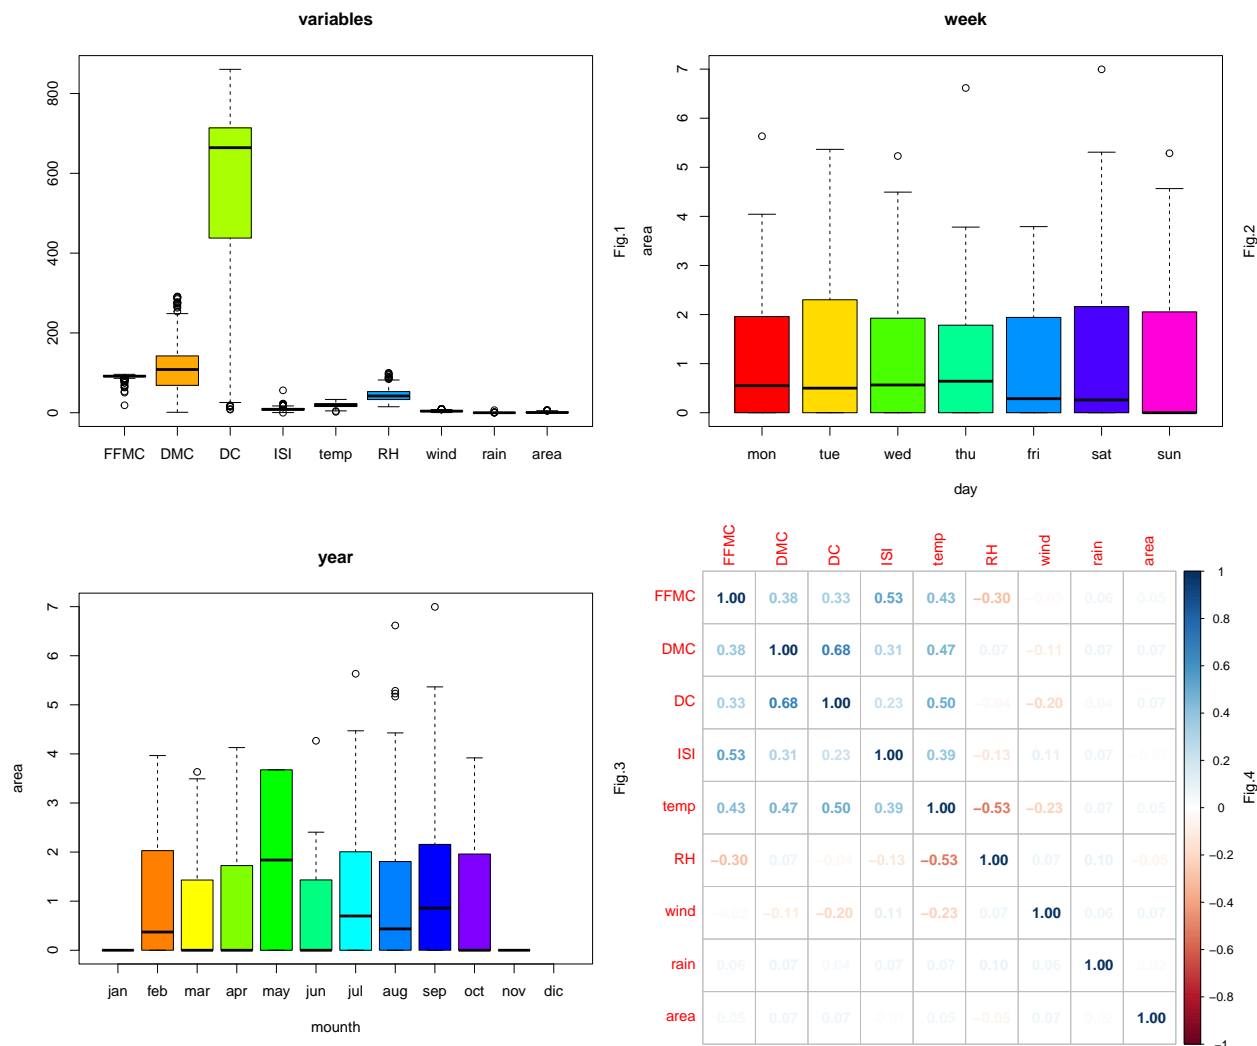 variables
800
600
400
200
0
FFMC DMC DC ISI temp RH wind rain area
Fig.1
week
area
7
6
5
4
3
2
1
0
mon tue wed thu fri sat sun
day
Fig.2
year
area
7
6
5
4
3
2
1
0
jan feb mar apr may jun jul aug sep oct nov dic
mounth
Fig.3
FFMC DMC DC ISI temp RH wind rain area
FFMC 1.00 0.38 0.33 0.53 0.43 −0.30 0.06 0.05
DMC 0.38 1.00 0.68 0.31 0.47 0.07 −0.11 0.07 0.07
DC 0.33 0.68 1.00 0.23 0.50 −0.04 −0.20 0.04 0.07
ISI 0.53 0.31 0.23 1.00 0.39 −0.13 0.11 0.07
temp 0.43 0.47 0.50 0.39 1.00 −0.53 −0.23 0.07 0.05
RH −0.30 0.07 −0.04 −0.13 −0.53 1.00 0.07 0.10 −0.05
wind −0.11 −0.20 0.11 −0.23 0.07 1.00 0.06 0.07
rain 0.06 0.07 0.04 0.07 0.07 0.10 0.06 1.00
area 0.05 0.07 0.07 0.05 −0.05 0.07 1.00
1
0.8
0.6
0.4
0.2
0
−0.2
−0.4
−0.6
−0.8
−1
Fig.4